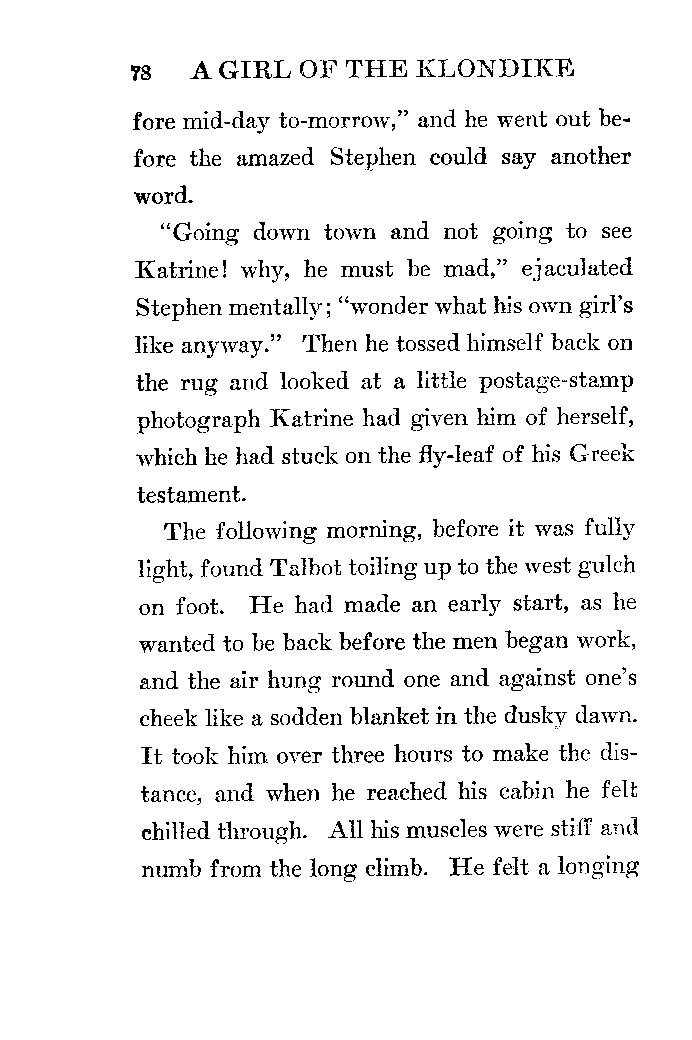 78 A GIRL OF THE KLONDIKE
fore mid-day to-morrow,” and he went out be-
fore the amazed Stephen could say another
word.
“Going down town and not going to see
Katrine! why, he must be mad,” ejaculated
Stephen mentally; “wonder what his own girl’s
like anyway.” Then he tossed himself back on
the rug and looked at a little postage-stamp
photograph Katrine had given him of herself,
which he had stuck on the fly-leaf of his Greek
testament.
The following morning, before it was fully
light, found Talbot toiling up to the west gulch
on foot. He had made an early start, as he
wanted to be back before the men began work,
and the air hung round one and against one’s
cheek like a sodden blanket in the dusky dawn.
It took him over three hours to make the dis-
tance, and when he reached his cabin he felt
chilled through. All his muscles were stiff and
numb from the long climb. He felt a longing